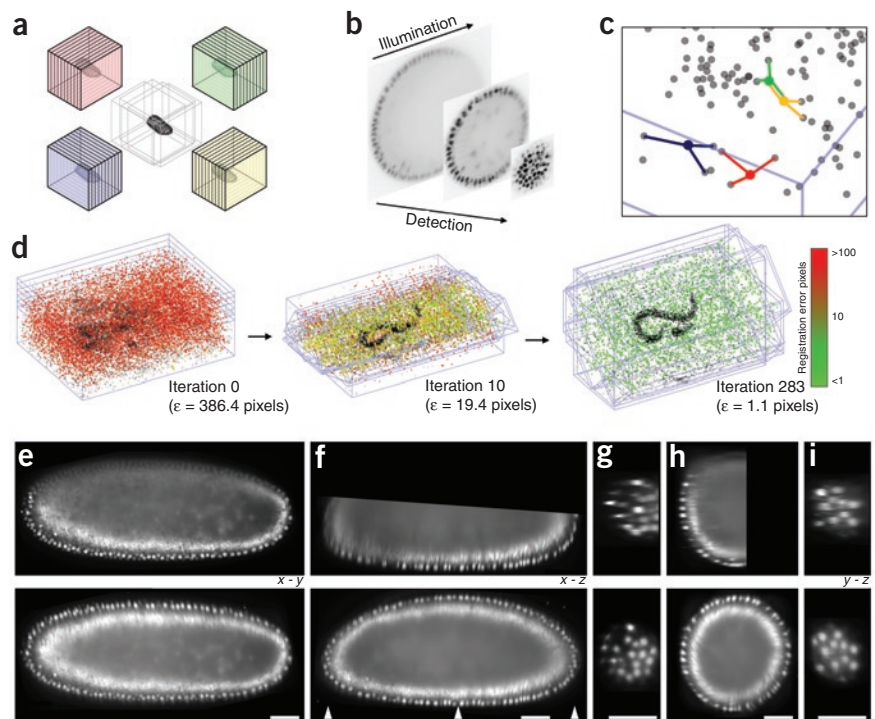 a
b
c
Illumination
Detection
d
Iteration 0
(ε = 386.4 pixels)
Iteration 10
(ε = 19.4 pixels)
Iteration 283
(ε = 1.1 pixels)
Registration error pixels
>100
10
<1
e
f
g
h
i
x - y
x - z
y - z